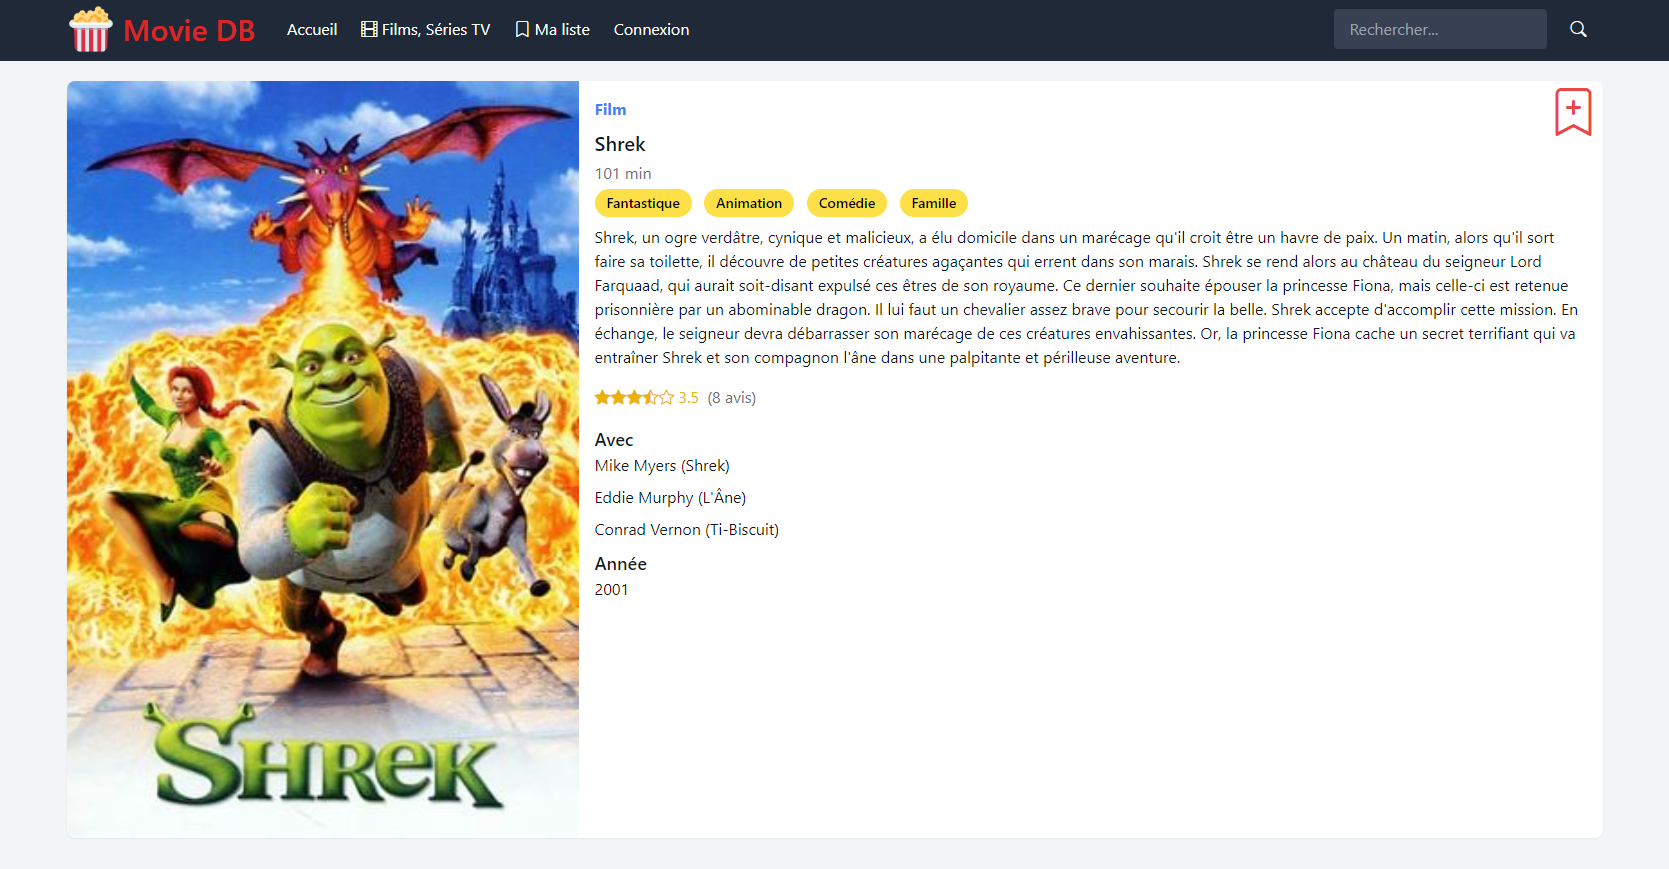 Movie DB
Accueil
Films, Séries TV
Ma liste
Connexion
Rechercher...
Film
Shrek
101 min
Fantastique
Animation
Comédie
Famille
Shrek, un ogre verdâtre, cynique et malicieux, a élu domicile dans un marécage qu'il croit être un havre de paix. Un matin, alors qu'il sort
faire sa toilette, il découvre de petites créatures agaçantes qui errent dans son marais. Shrek se rend alors au château du seigneur Lord
Farquaad, qui aurait soit-disant expulsé ces êtres de son royaume. Ce dernier souhaite épouser la princesse Fiona, mais celle-ci est retenue
prisonnière par un abominable dragon. Il lui faut un chevalier assez brave pour secourir la belle. Shrek accepte d'accomplir cette mission. En
échange, le seigneur devra débarrasser son marécage de ces créatures envahissantes. Or, la princesse Fiona cache un secret terrifiant qui va
entraîner Shrek et son compagnon l'âne dans une palpitante et périlleuse aventure.
3.5 (8 avis)
Avec
Mike Myers (Shrek)
Eddie Murphy (L'Âne)
Conrad Vernon (Ti-Biscuit)
Année
2001
SHREK